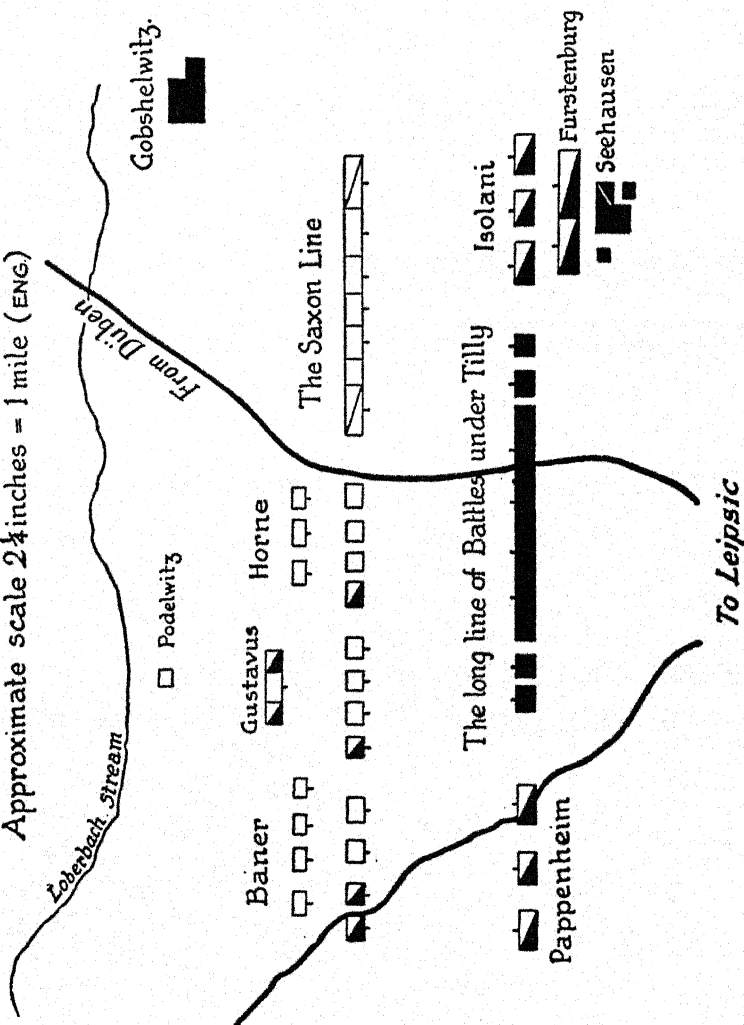 Approximate scale 2¼ inches = 1 mile (ENG.)
Loberbach Stream
From Düben
Gobshelwitz.
Podelwitz
Baner
Gustavus
Horne
The Saxon Line
The long line of Battles under Tilly
Isolani
Pappenheim
Furstenburg
Seehausen
To Leipsic